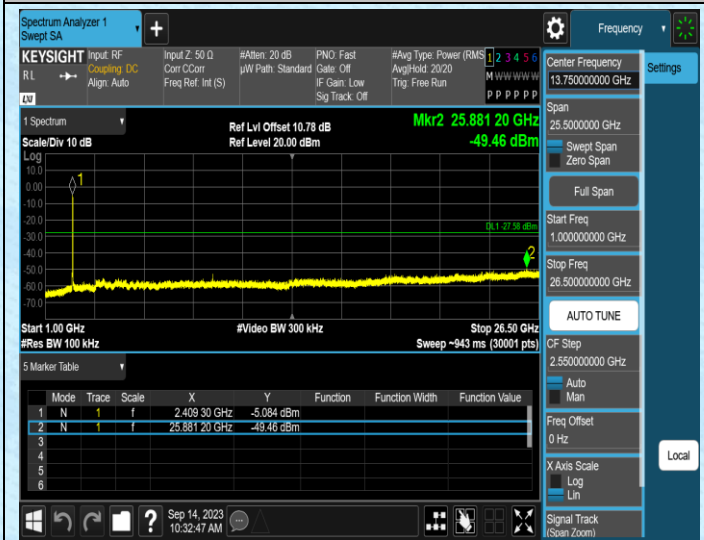 Spectrum Analyzer 1
Swept SA
+
Frequency
KEYSIGHT
RL
LXI
Input: RF
Coupling: DC
Align: Auto
Input Z: 50 Ω
Corr CCorr
Freq Ref: Int (S)
#Atten: 20 dB
µW Path: Standard
PNO: Fast
Gate: Off
IF Gain: Low
Sig Track: Off
#Avg Type: Power (RMS
Avg|Hold: 20/20
Trig: Free Run
1 2 3 4 5 6
M W W W W W
P P P P P P
1 Spectrum
Scale/Div 10 dB
Ref Lvl Offset 10.78 dB
Ref Level 20.00 dBm
Mkr2 25.881 20 GHz
-49.46 dBm
Log
10.0
0.00
-10.0
-20.0
-30.0
-40.0
-50.0
-60.0
-70.0
1
DL1 -27.58 dBm
2
Start 1.00 GHz
#Res BW 100 kHz
#Video BW 300 kHz
Stop 26.50 GHz
Sweep ~943 ms (30001 pts)
5 Marker Table
Mode Trace Scale X Y Function Function Width Function Value
1 N 1 f 2.409 30 GHz -5.084 dBm
2 N 1 f 25.881 20 GHz -49.46 dBm
3
4
5
6
?
Sep 14, 2023
10:32:47 AM
Center Frequency
13.750000000 GHz
Settings
Span
25.5000000 GHz
Swept Span
Zero Span
Full Span
Start Freq
1.000000000 GHz
Stop Freq
26.500000000 GHz
AUTO TUNE
CF Step
2.550000000 GHz
Auto
Man
Freq Offset
0 Hz
Local
X Axis Scale
Log
Lin
Signal Track
(Span Zoom)